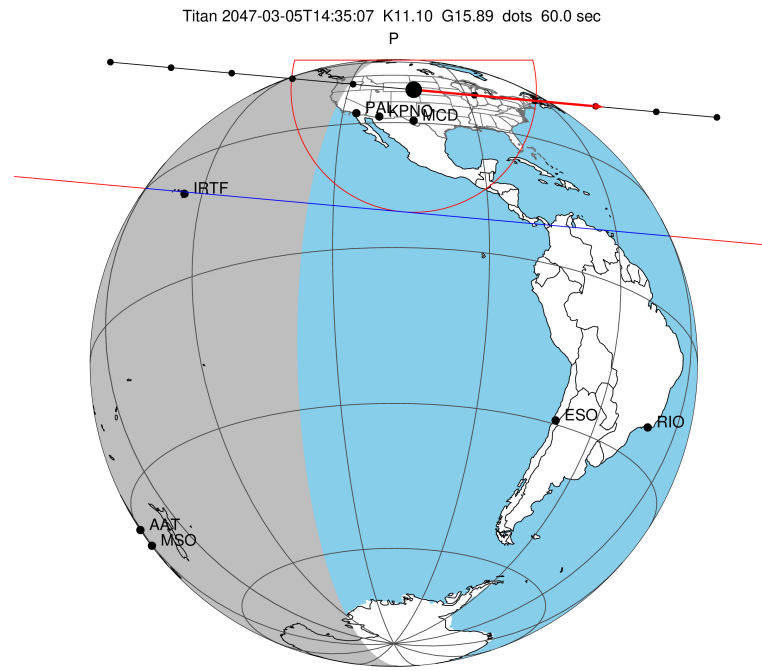 Titan 2047-03-05T14:35:07 K11.10 G15.89 dots 60.0 sec
P
PAL
KPNO
MCD
IRTF
ESO
RIO
AAT
MSO